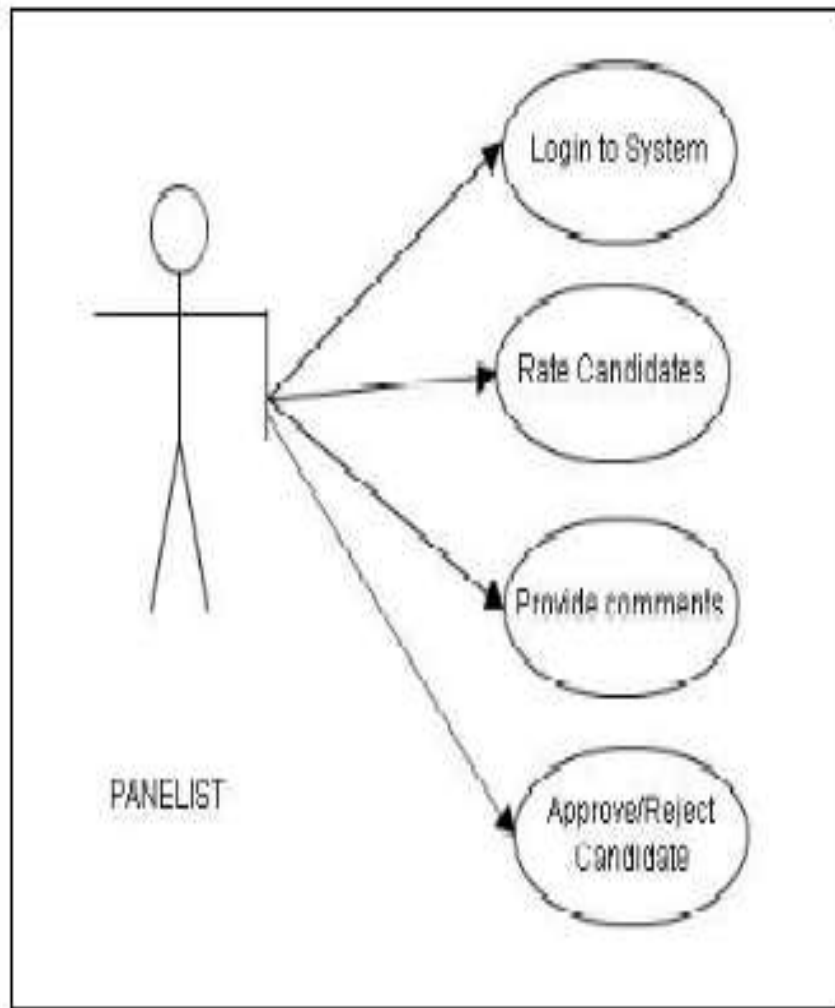 Login to System
Rate Candidates
Provide comments
PANELIST
Approve/Reject
Candidate